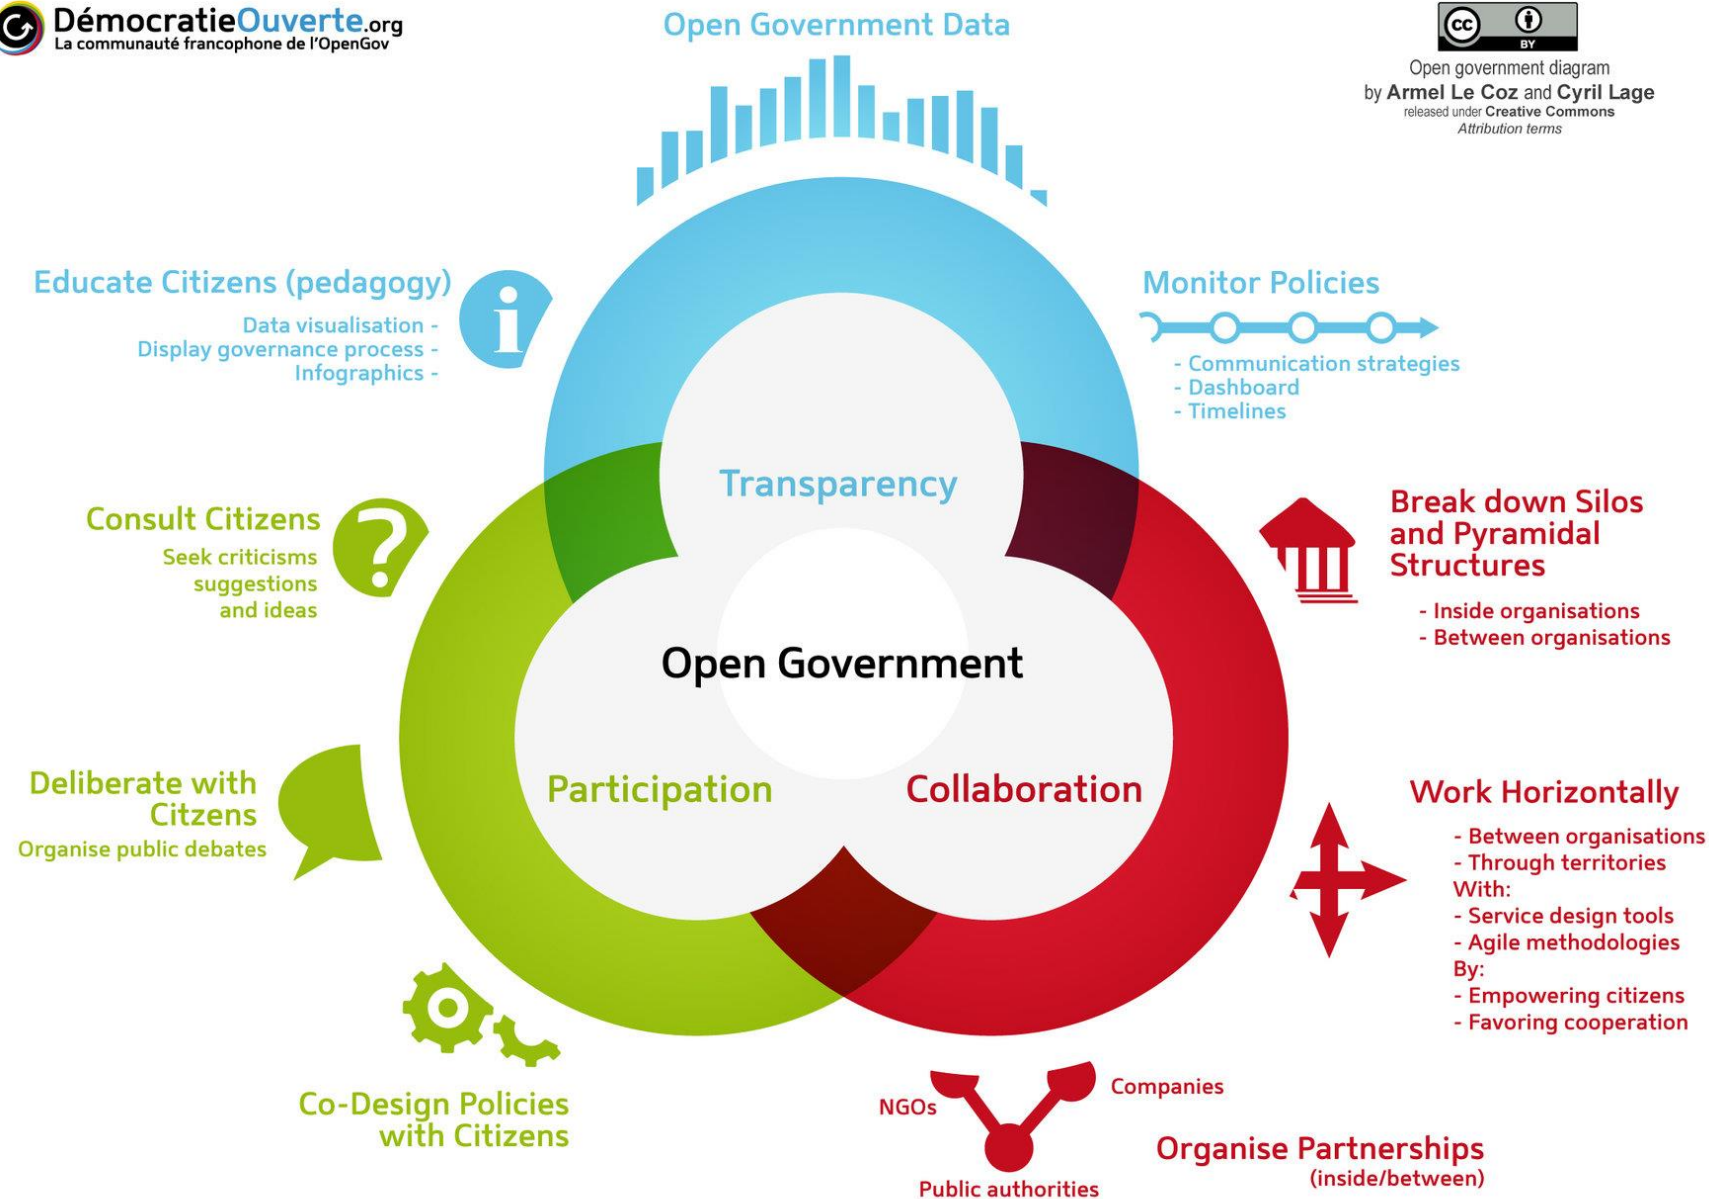 DémocratieOuverte.org
La communauté francophone de l'OpenGov
Open Government Data
cc
BY
Open government diagram
by Armel Le Coz and Cyril Lage
released under Creative Commons
Attribution terms
Educate Citizens (pedagogy)
Data visualisation -
Display governance process -
Infographics -
i
Monitor Policies
- Communication strategies
- Dashboard
- Timelines
Transparency
Consult Citizens
Seek criticisms
suggestions
and ideas
?
Break down Silos
and Pyramidal
Structures
- Inside organisations
- Between organisations
Open Government
Participation
Collaboration
Deliberate with
Citzens
Organise public debates
Work Horizontally
- Between organisations
- Through territories
With:
- Service design tools
- Agile methodologies
By:
- Empowering citizens
- Favoring cooperation
Co-Design Policies
with Citizens
NGOs
Companies
Public authorities
Organise Partnerships
(inside/between)